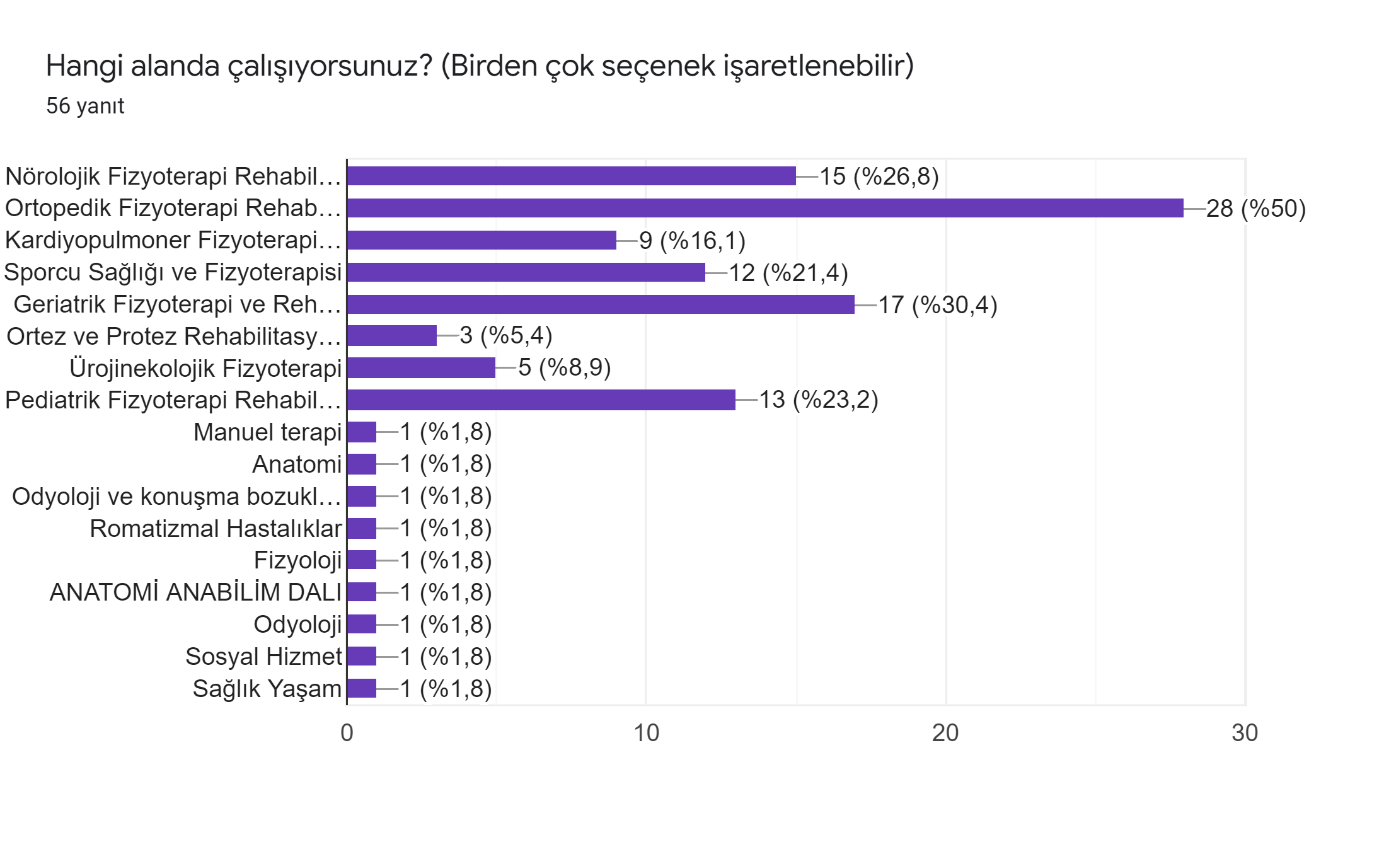 Hangi alanda çalışıyorsunuz? (Birden çok seçenek işaretlenebilir)
56 yanıt
Nörolojik Fizyoterapi Rehabil… 15 (%26,8)
Ortopedik Fizyoterapi Rehab… 28 (%50)
Kardiyopulmoner Fizyoterapi… 9 (%16,1)
Sporcu Sağlığı ve Fizyoterapisi 12 (%21,4)
Geriatrik Fizyoterapi ve Reh… 17 (%30,4)
Ortez ve Protez Rehabilitasy… 3 (%5,4)
Ürojinekolojik Fizyoterapi 5 (%8,9)
Pediatrik Fizyoterapi Rehabil… 13 (%23,2)
Manuel terapi 1 (%1,8)
Anatomi 1 (%1,8)
Odyoloji ve konuşma bozukl… 1 (%1,8)
Romatizmal Hastalıklar 1 (%1,8)
Fizyoloji 1 (%1,8)
ANATOMİ ANABİLİM DALI 1 (%1,8)
Odyoloji 1 (%1,8)
Sosyal Hizmet 1 (%1,8)
Sağlık Yaşam 1 (%1,8)
0 10 20 30